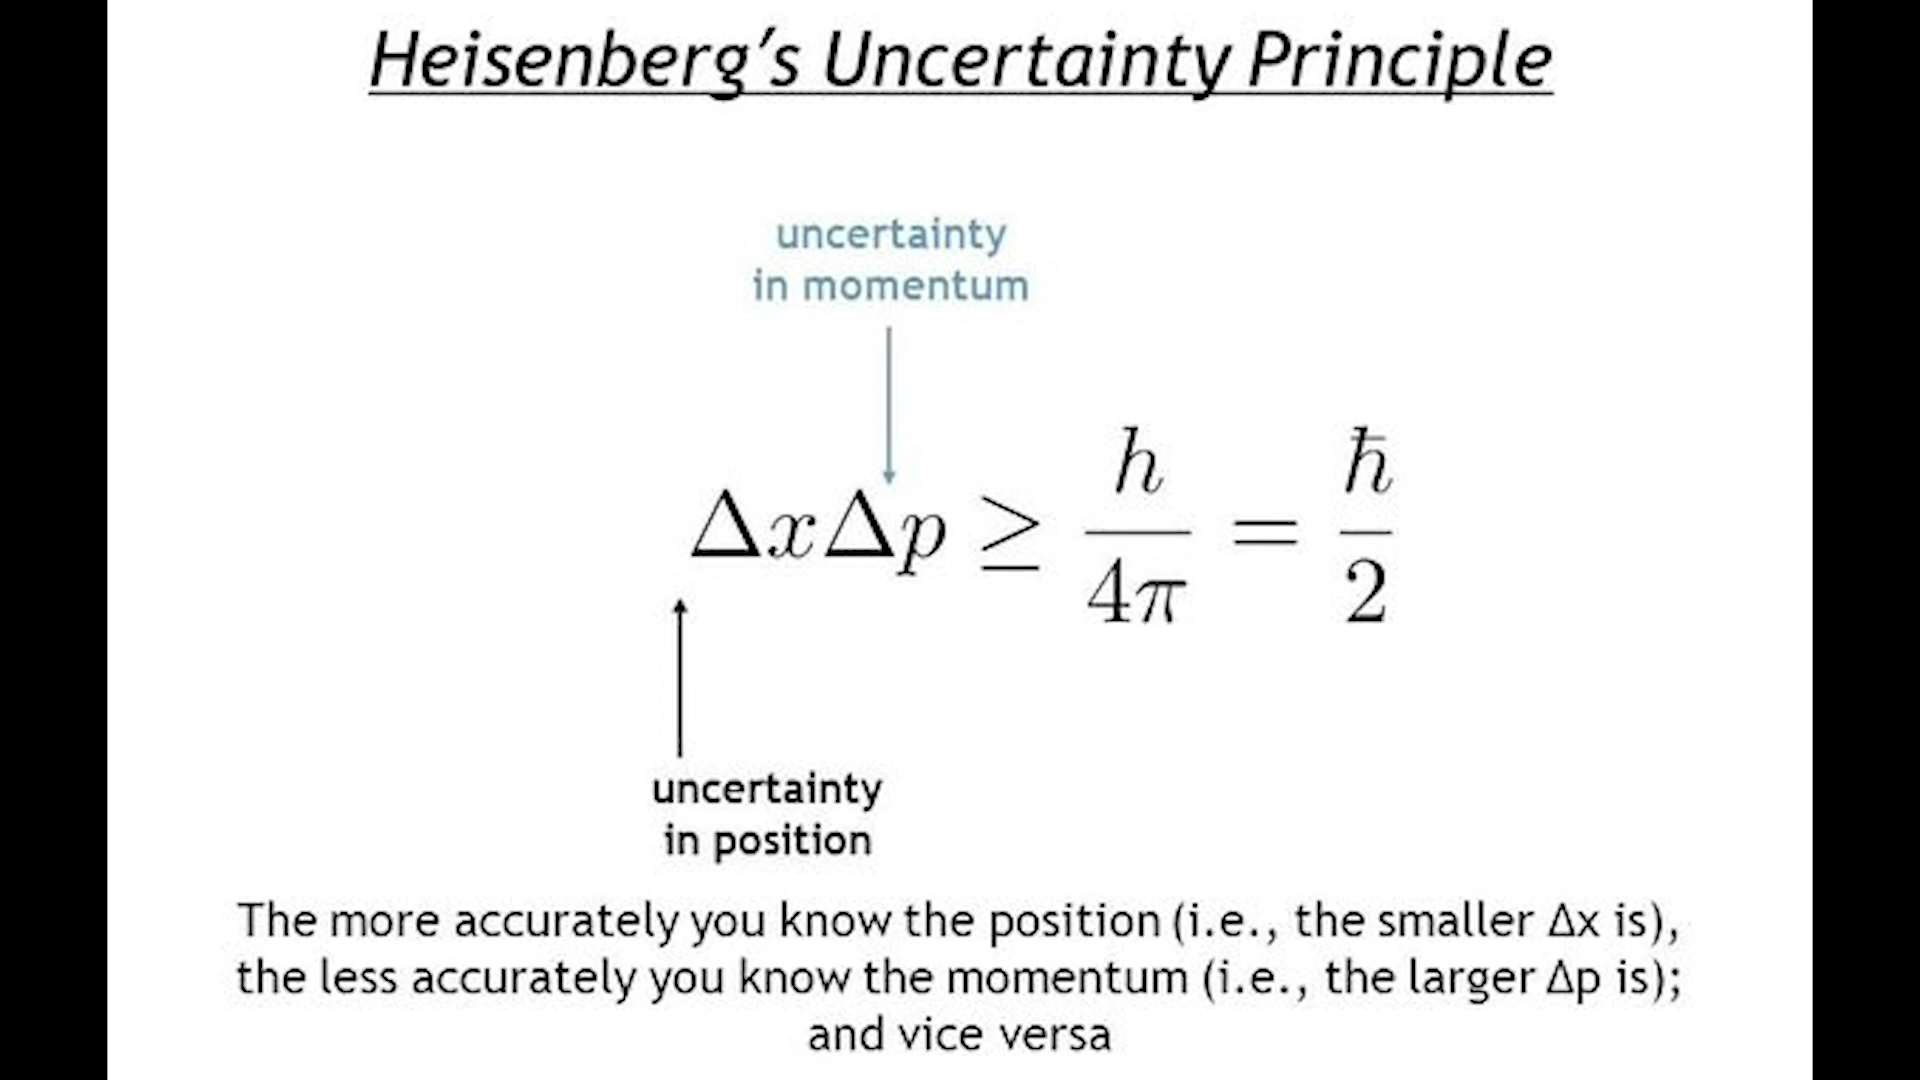 Heisenberg’s Uncertainty Principle
uncertainty
in momentum
ΔxΔp ≥ h/4π = ħ/2
uncertainty
in position
The more accurately you know the position (i.e., the smaller Δx is),
the less accurately you know the momentum (i.e., the larger Δp is);
and vice versa